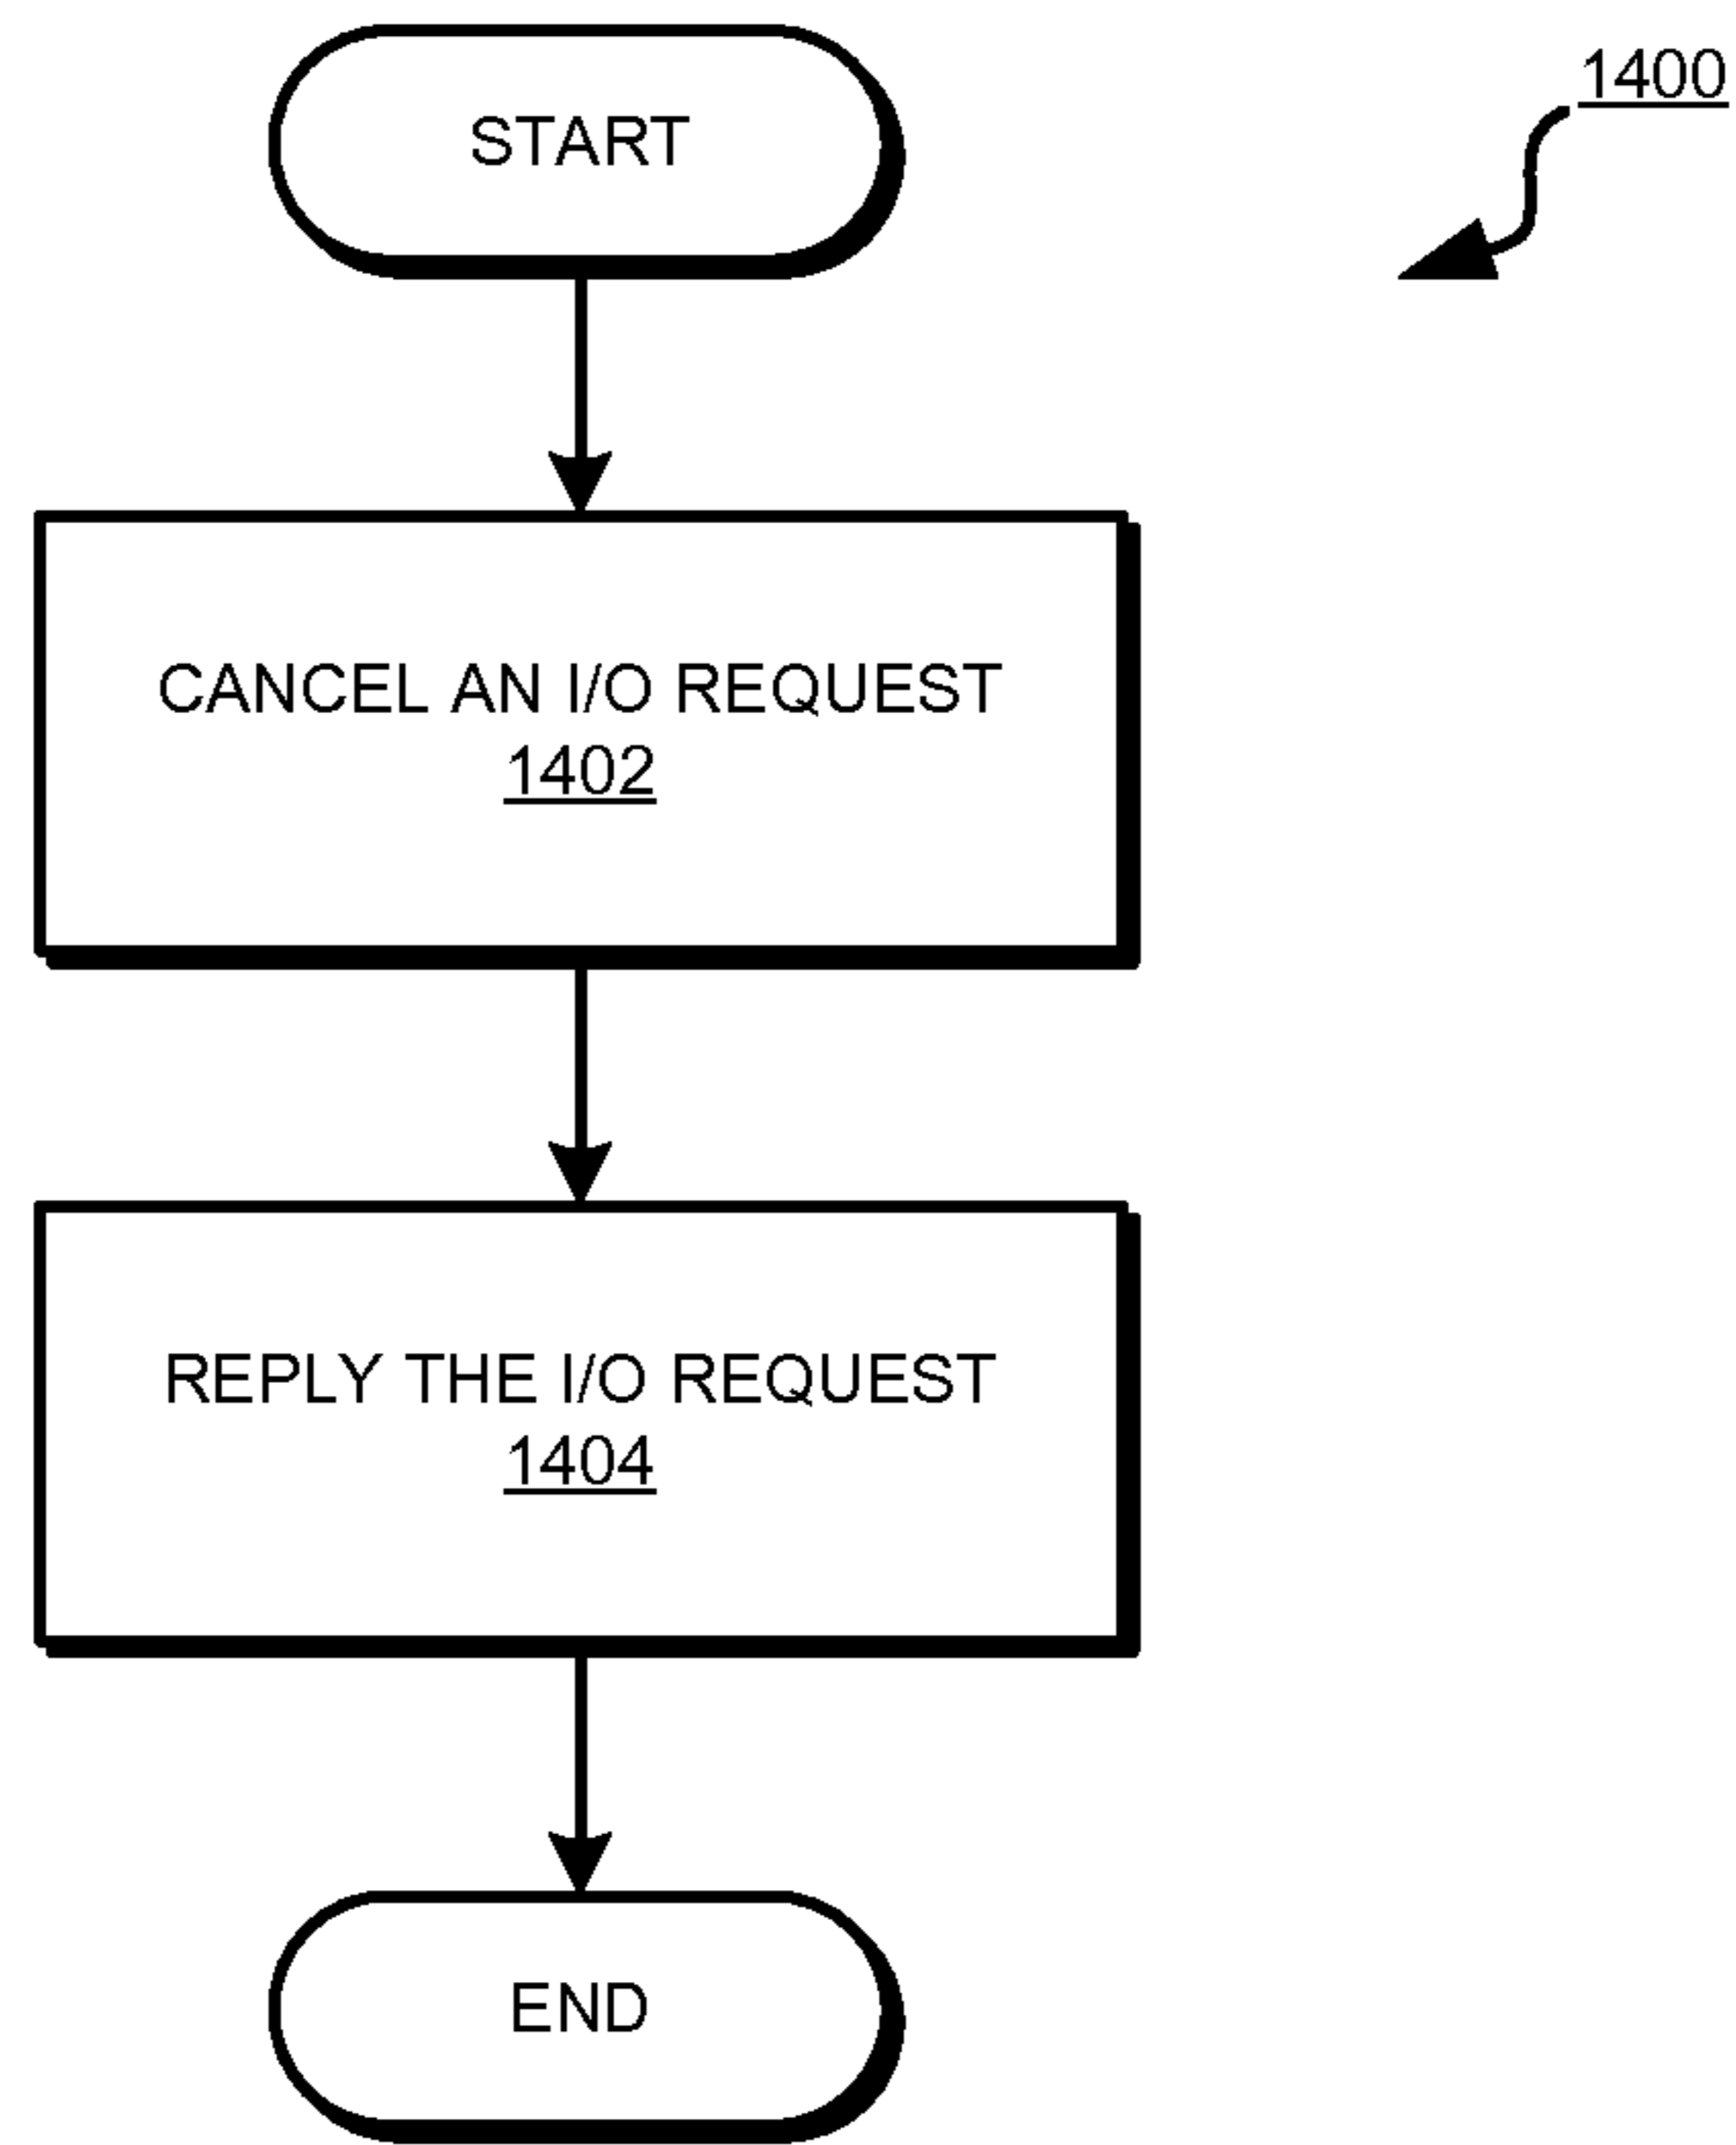 START
1400
CANCEL AN I/O REQUEST
1402
REPLY THE I/O REQUEST
1404
END